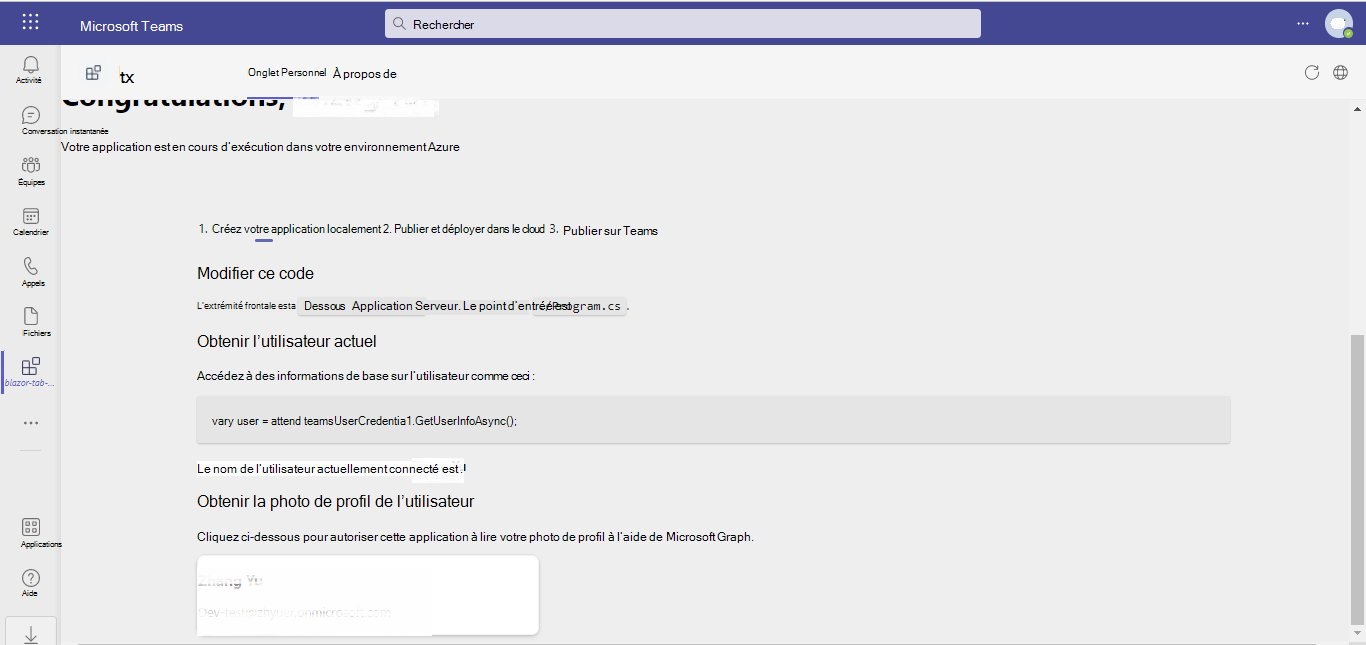 Microsoft Teams
Rechercher
Activité
Conversation instantanée
Équipes
Calendrier
Appels
Fichiers
blazor-tab-...
Applications
Aide
tx
Onglet Personnel À propos de
Congratulations,
Votre application est en cours d'exécution dans votre environnement Azure
1. Créez votre application localement 2. Publier et déployer dans le cloud 3. Publier sur Teams
Modifier ce code
L'extrémité frontale esta Dessous Application Serveur. Le point d'entrée est /Program.cs .
Obtenir l'utilisateur actuel
Accédez à des informations de base sur l'utilisateur comme ceci :
vary user = attend teamsUserCredentia1.GetUserInfoAsync();
Le nom de l'utilisateur actuellement connecté est .
Obtenir la photo de profil de l'utilisateur
Cliquez ci-dessous pour autoriser cette application à lire votre photo de profil à l'aide de Microsoft Graph.
Zhang Yu